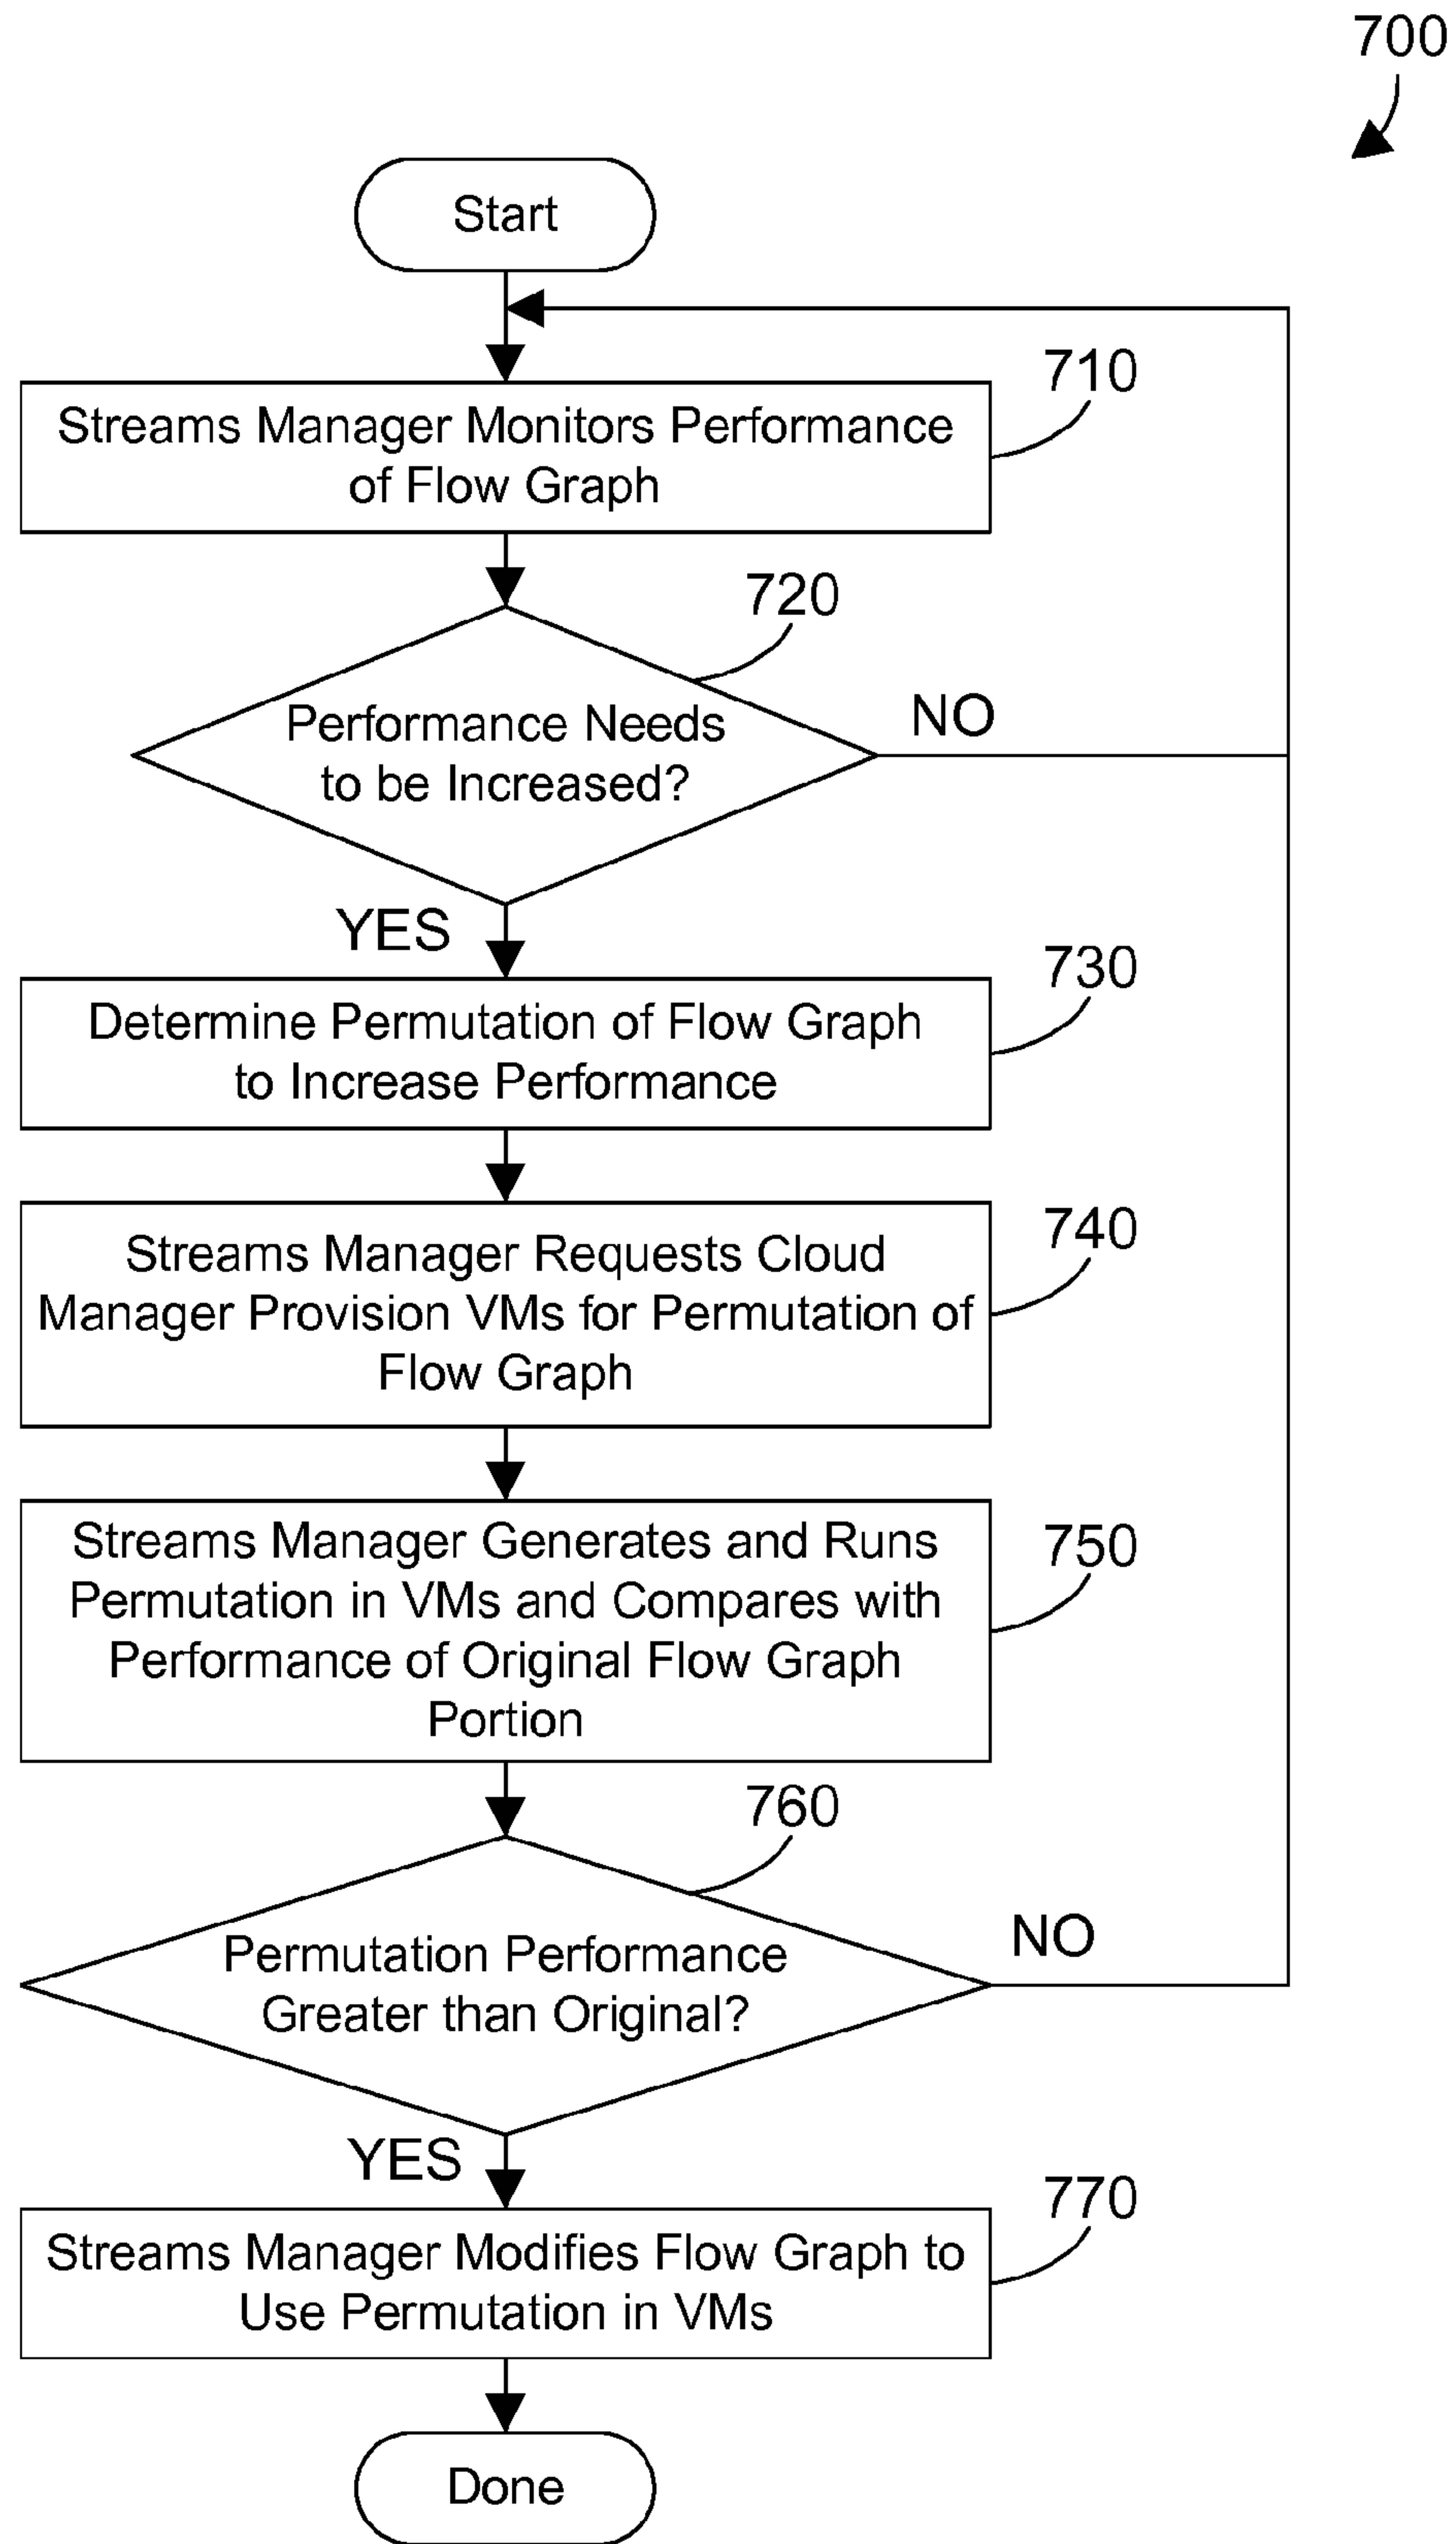 700
Start
710
Streams Manager Monitors Performance
of Flow Graph
720
Performance Needs
to be Increased?
NO
YES
730
Determine Permutation of Flow Graph
to Increase Performance
740
Streams Manager Requests Cloud
Manager Provision VMs for Permutation of
Flow Graph
750
Streams Manager Generates and Runs
Permutation in VMs and Compares with
Performance of Original Flow Graph
Portion
760
Permutation Performance
Greater than Original?
NO
YES
770
Streams Manager Modifies Flow Graph to
Use Permutation in VMs
Done